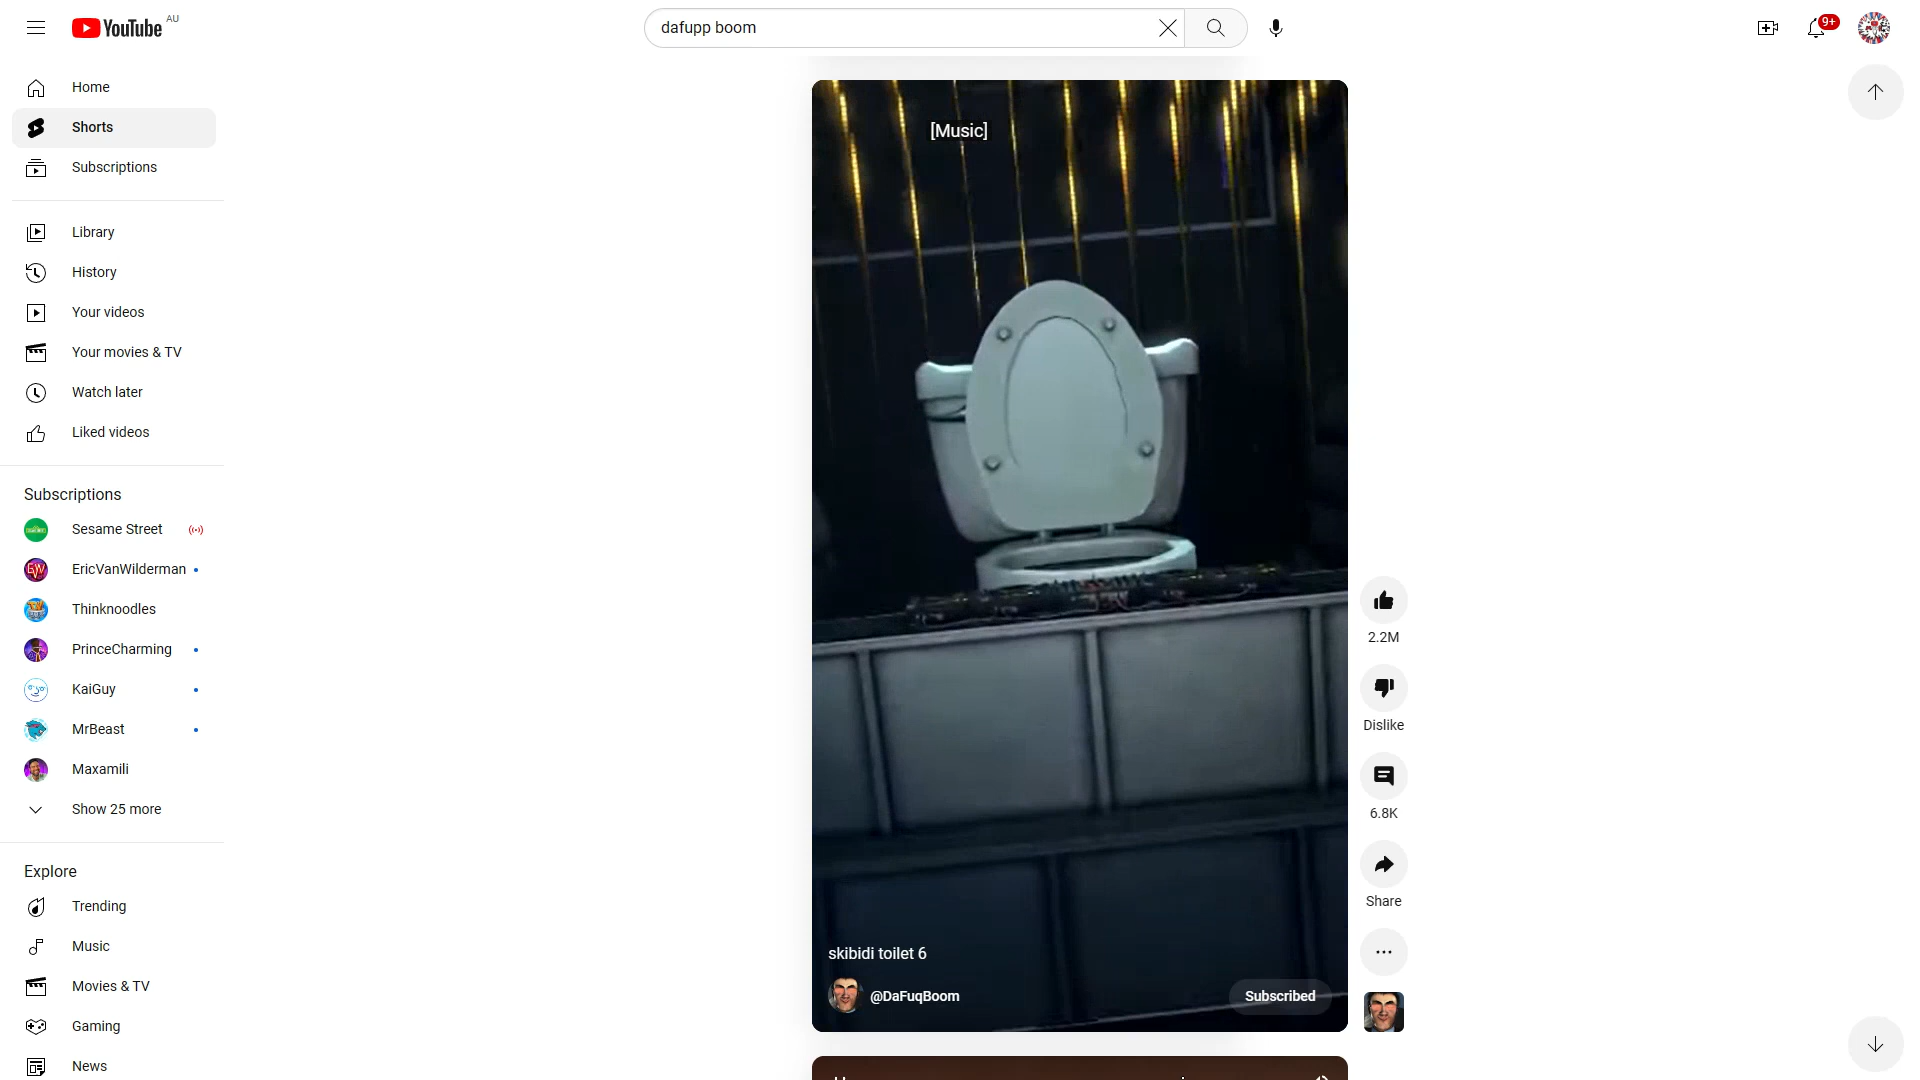 YouTube AU
dafupp boom
9+
Home
Shorts
Subscriptions
Library
History
Your videos
Your movies & TV
Watch later
Liked videos
Subscriptions
Sesame Street
EricVanWilderman
Thinknoodles
PrinceCharming
KaiGuy
MrBeast
Maxamili
Show 25 more
Explore
Trending
Music
Movies & TV
Gaming
News
[Music]
skibidi toilet 6
@DaFuqBoom
Subscribed
2.2M
Dislike
6.8K
Share